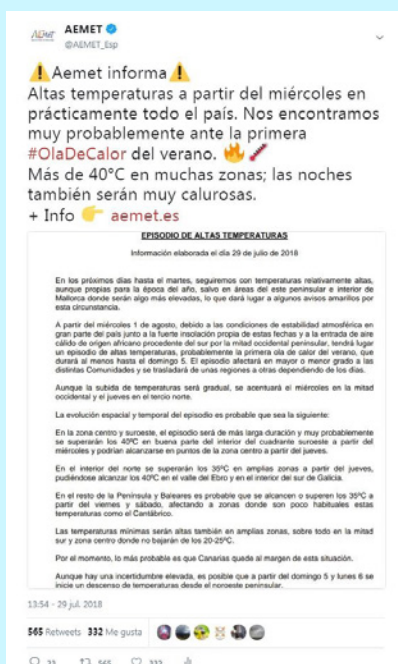 AEMet
AEMET
@AEMET_Esp
⚠️Aemet informa⚠️
Altas temperaturas a partir del miércoles en
prácticamente todo el país. Nos encontramos
muy probablemente ante la primera
#OlaDeCalor del verano. 🔥🌶️
Más de 40°C en muchas zonas; las noches
también serán muy calurosas.
+ Info 👉 aemet.es
EPISODIO DE ALTAS TEMPERATURAS
Información elaborada el día 29 de julio de 2018
En los próximos días hasta el martes, seguiremos con temperaturas relativamente altas,
aunque propias para la época del año, salvo en áreas del este peninsular e interior de
Mallorca donde serán algo más elevadas, lo que dará lugar a algunos avisos amarillos por
esta circunstancia.
A partir del miércoles 1 de agosto, debido a las condiciones de estabilidad atmosférica en
gran parte del país junto a la fuerte insolación propia de estas fechas y a la entrada de aire
cálido de origen africano procedente del sur por la mitad occidental peninsular, tendrá lugar
un episodio de altas temperaturas, probablemente la primera ola de calor del verano, que
durará al menos hasta el domingo 5. El episodio afectará en mayor o menor grado a las
distintas Comunidades y se trasladará de unas regiones a otras dependiendo de los días.
Aunque la subida de temperaturas será gradual, se acentuará el miércoles en la mitad
occidental y el jueves en el tercio norte.
La evolución espacial y temporal del episodio es probable que sea la siguiente:
En la zona centro y suroeste, el episodio será de más larga duración y muy probablemente
se superarán los 40ºC en buena parte del interior del cuadrante suroeste a partir del
miércoles y podrían alcanzarse en puntos de la zona centro a partir del jueves.
En el interior del norte se superarán los 35ºC en amplias zonas a partir del jueves,
pudiéndose alcanzar los 40ºC en el valle del Ebro y en el interior del sur de Galicia.
En el resto de la Península y Baleares es probable que se alcancen o superen los 35ºC a
partir del viernes y sábado, afectando a zonas donde son poco habituales estas
temperaturas como el Cantábrico.
Las temperaturas mínimas serán altas también en amplias zonas, sobre todo en la mitad
sur y zona centro donde no bajarán de los 20-25ºC.
Por el momento, lo más probable es que Canarias quede al margen de esta situación.
Aunque hay una incertidumbre elevada, es posible que a partir del domingo 5 y lunes 6 se
inicie un descenso de temperaturas desde el noroeste peninsular.
13:54 - 29 jul. 2018
565 Retweets 332 Me gusta
565 332